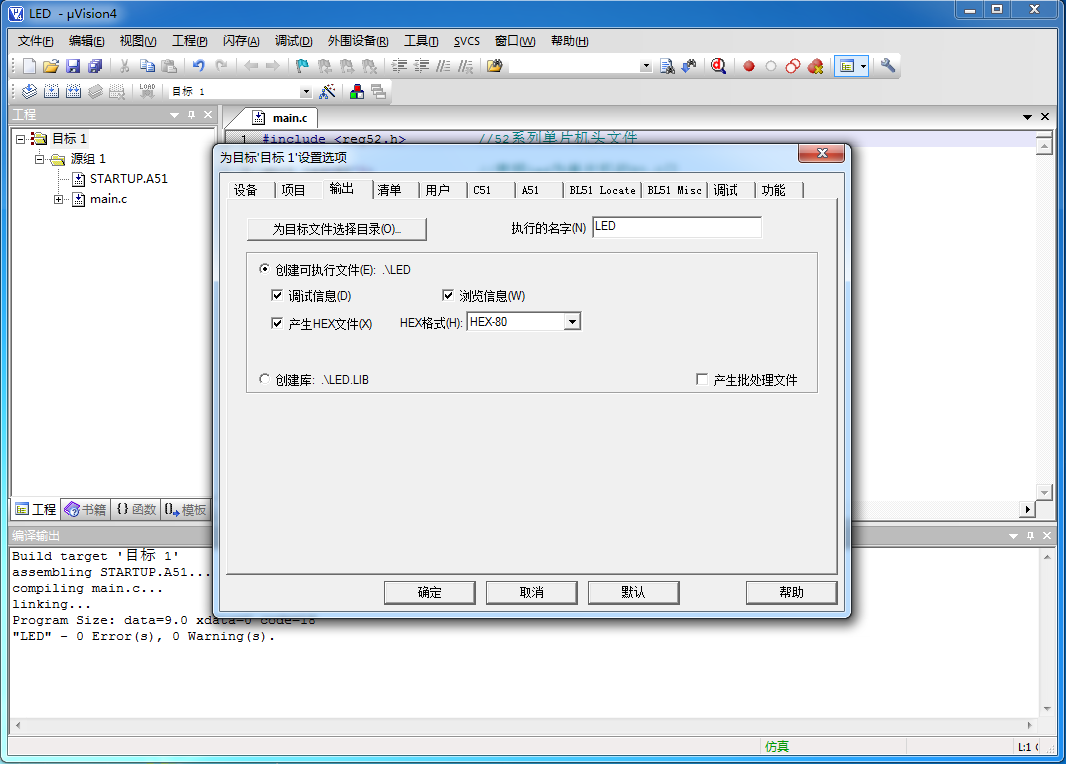 LED - µVision4
文件(F) 编辑(E) 视图(V) 工程(P) 闪存(A) 调试(D) 外围设备(R) 工具(T) SVCS 窗口(W) 帮助(H)
LOAD 目标 1
工程
main.c
目标 1
源组 1
STARTUP.A51
main.c
1 #include <reg52.h> //52系列单片机头文件
为目标'目标 1'设置选项
设备 项目 输出 清单 用户 C51 A51 BL51 Locate BL51 Misc 调试 功能
为目标文件选择目录(O)... 执行的名字(N) LED
创建可执行文件(E): .\LED
调试信息(D) 浏览信息(W)
产生HEX文件(X) HEX格式(H): HEX-80
创建库: .\LED.LIB 产生批处理文件
确定 取消 默认 帮助
工程 书籍 {} 函数 模板
编译输出
Build target '目标 1'
assembling STARTUP.A51...
compiling main.c...
linking...
Program Size: data=9.0 xdata=0 code=18
"LED" - 0 Error(s), 0 Warning(s).
仿真 L:1